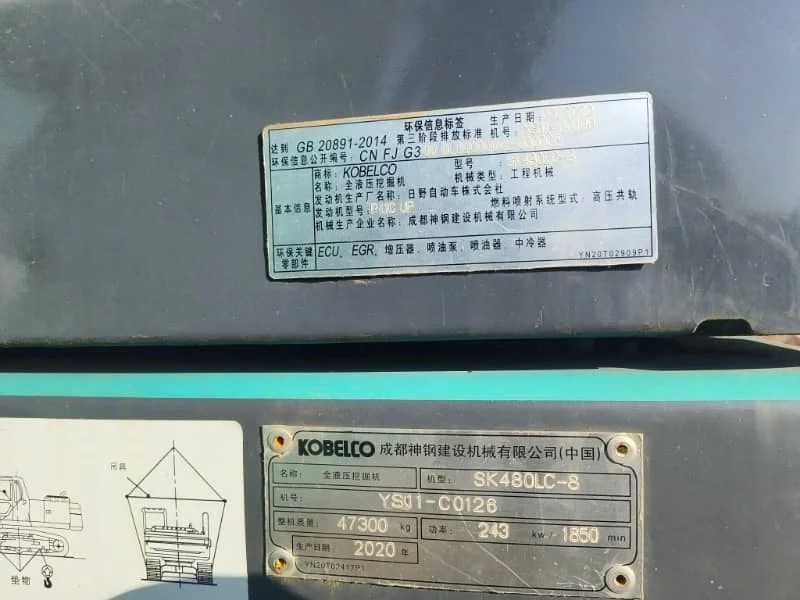 环保信息标签
生产日期:
达到 GB 20891-2014 第三阶段排放标准 机号:
环保信息公开编号: CN FJ G3
商标: KOBELCO 型号: SK480LC-8
名称: 全液压挖掘机 机械类型: 工程机械
基本信息
发动机生产厂名称: 日野自动车株式会社
发动机型号: P11C UP 燃料喷射系统型式: 高压共轨
机械生产企业名称: 成都神钢建设机械有限公司
环保关键零部件
ECU、EGR、增压器、喷油泵、喷油器、中冷器
YN20T02909P1
KOBELCO 成都神钢建设机械有限公司(中国)
名称: 全液压挖掘机 机型: SK480LC-8
机号: YS11-C0126
整机质量: 47300 kg 功率: 243 kw/ 1850 min
生产日期: 2020 年
YN20T02417P1
吊具
垫物